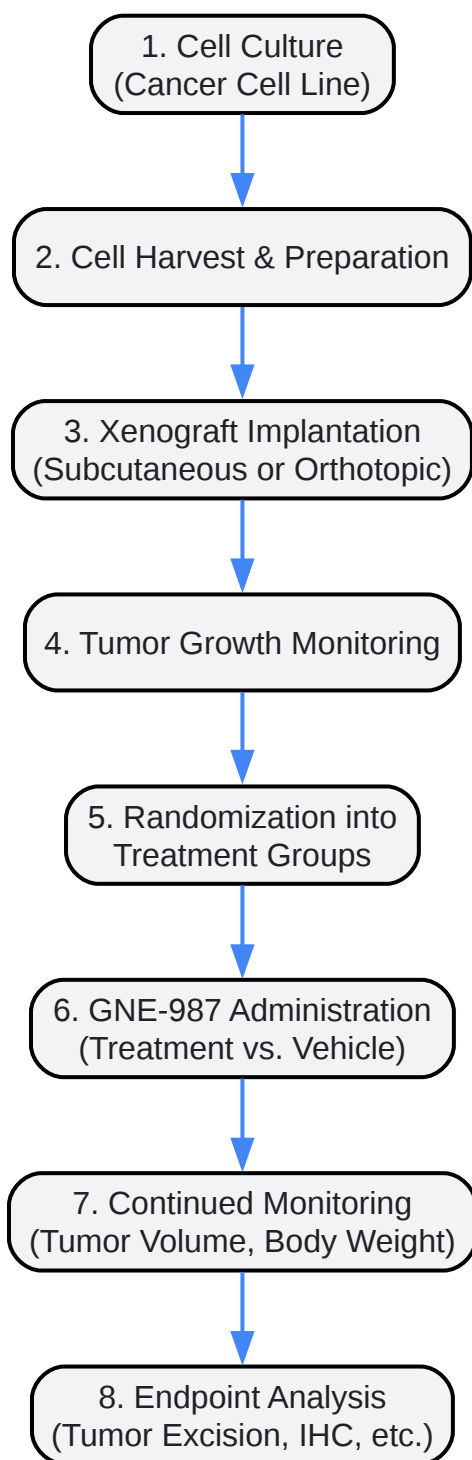 1. Cell Culture
(Cancer Cell Line)
2. Cell Harvest & Preparation
3. Xenograft Implantation
(Subcutaneous or Orthotopic)
4. Tumor Growth Monitoring
5. Randomization into
Treatment Groups
6. GNE-987 Administration
(Treatment vs. Vehicle)
7. Continued Monitoring
(Tumor Volume, Body Weight)
8. Endpoint Analysis
(Tumor Excision, IHC, etc.)